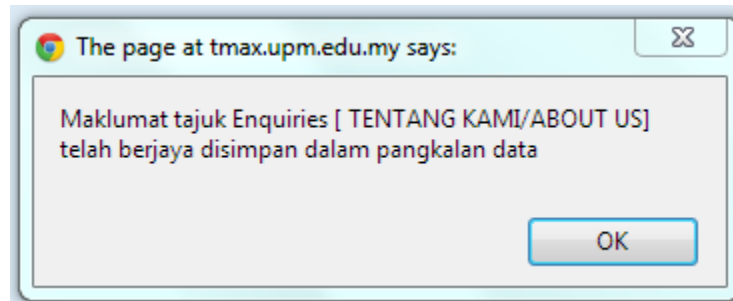 The page at tmax.upm.edu.my says:
Maklumat tajuk Enquiries [ TENTANG KAMI/ABOUT US]
telah berjaya disimpan dalam pangkalan data
OK